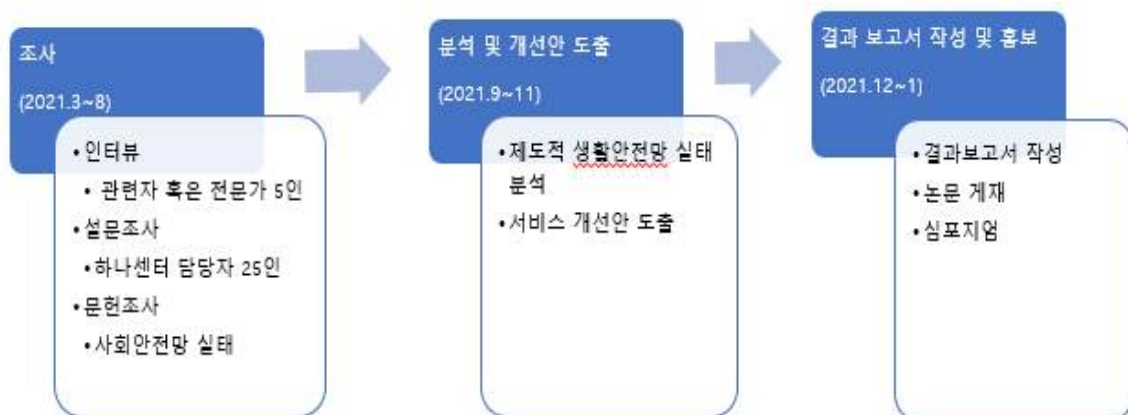 조사
(2021.3~8)
• 인터뷰
• 관련자 혹은 전문가 5인
• 설문조사
• 하나센터 담당자 25인
• 문헌조사
• 사회안전망 실태
분석 및 개선안 도출
(2021.9~11)
• 제도적 생활안전망 실태
분석
• 서비스 개선안 도출
결과 보고서 작성 및 홍보
(2021.12~1)
• 결과보고서 작성
• 논문 게재
• 심포지엄